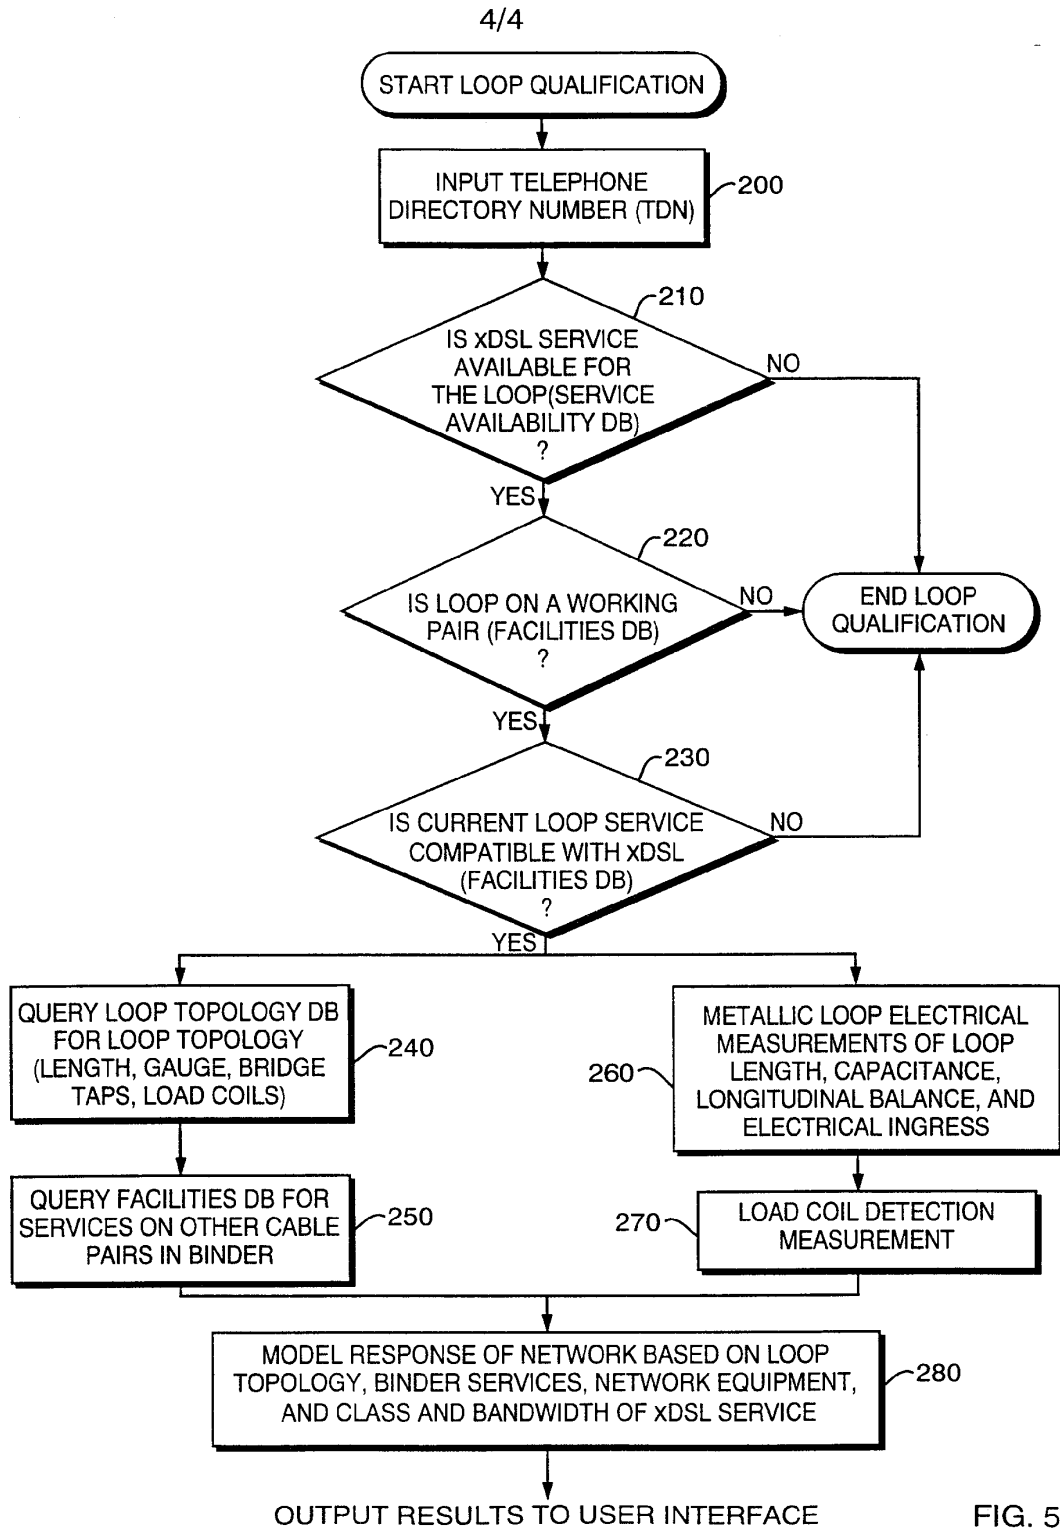 4/4
START LOOP QUALIFICATION
INPUT TELEPHONE
DIRECTORY NUMBER (TDN)
200
210
IS xDSL SERVICE
AVAILABLE FOR
THE LOOP(SERVICE
AVAILABILITY DB)
?
NO
YES
220
IS LOOP ON A WORKING
PAIR (FACILITIES DB)
?
NO
END LOOP
QUALIFICATION
YES
230
IS CURRENT LOOP SERVICE
COMPATIBLE WITH xDSL
(FACILITIES DB)
?
NO
YES
QUERY LOOP TOPOLOGY DB
FOR LOOP TOPOLOGY
(LENGTH, GAUGE, BRIDGE
TAPS, LOAD COILS)
240
METALLIC LOOP ELECTRICAL
MEASUREMENTS OF LOOP
LENGTH, CAPACITANCE,
LONGITUDINAL BALANCE, AND
ELECTRICAL INGRESS
260
QUERY FACILITIES DB FOR
SERVICES ON OTHER CABLE
PAIRS IN BINDER
250
LOAD COIL DETECTION
MEASUREMENT
270
MODEL RESPONSE OF NETWORK BASED ON LOOP
TOPOLOGY, BINDER SERVICES, NETWORK EQUIPMENT,
AND CLASS AND BANDWIDTH OF xDSL SERVICE
280
OUTPUT RESULTS TO USER INTERFACE
FIG. 5